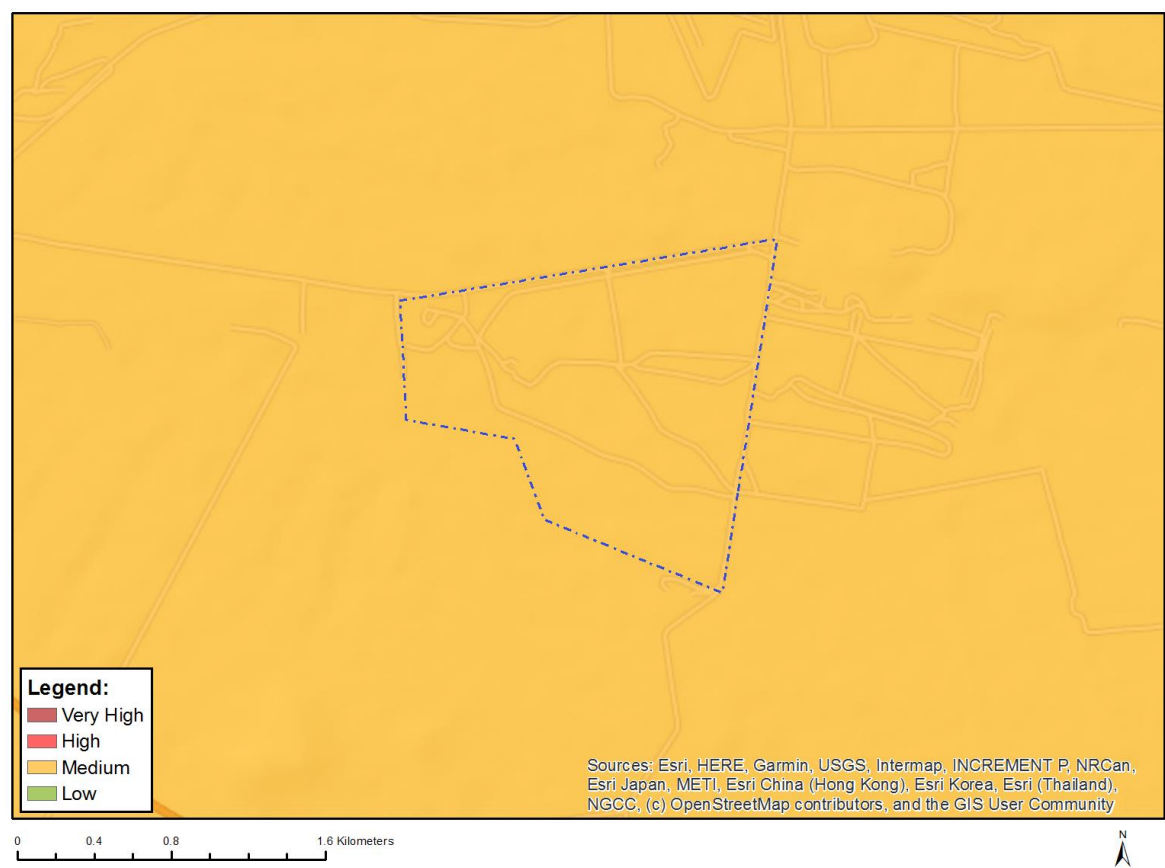 Legend:
Very High
High
Medium
Low
Sources: Esri, HERE, Garmin, USGS, Intermap, INCREMENT P, NRCan,
Esri Japan, METI, Esri China (Hong Kong), Esri Korea, Esri (Thailand),
NGCC, (c) OpenStreetMap contributors, and the GIS User Community
0 0.4 0.8 1.6 Kilometers
N